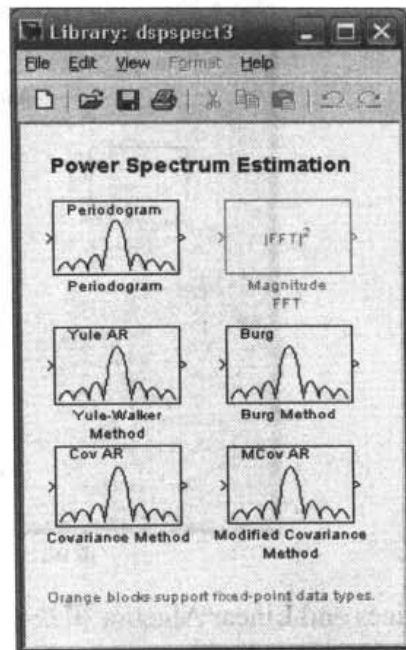 Library: dspspect3
File Edit View Format Help
Power Spectrum Estimation
Periodogram
Periodogram
|FFT|²
Magnitude
FFT
Yule AR
Yule-Walker
Method
Burg
Burg Method
Cov AR
Covariance Method
MCov AR
Modified Covariance
Method
Orange blocks support fixed-point data types.